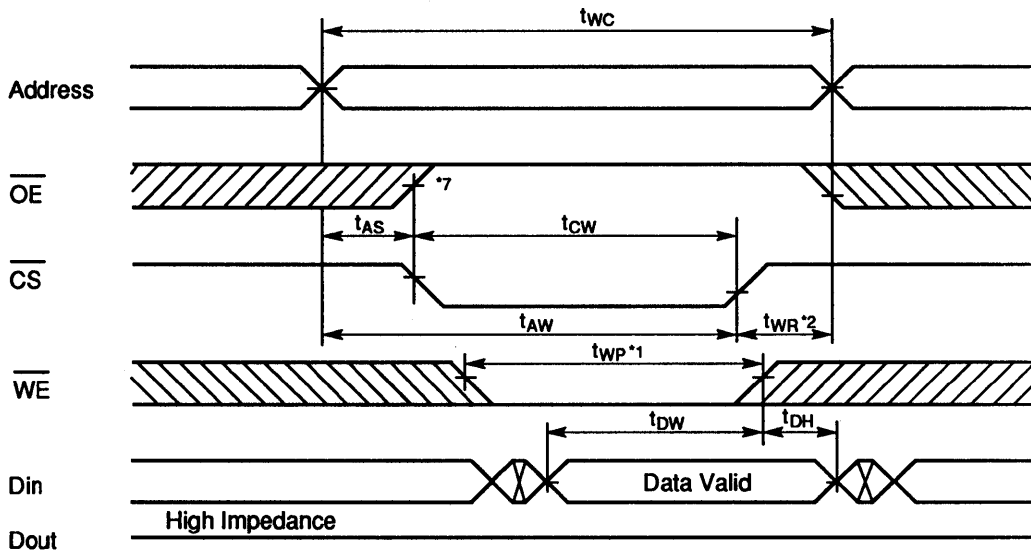 tWC
Address
OE
*7
tAS
tCW
CS
tAW
tWR*2
tWP*1
WE
tDW
tDH
Din
Data Valid
High Impedance
Dout